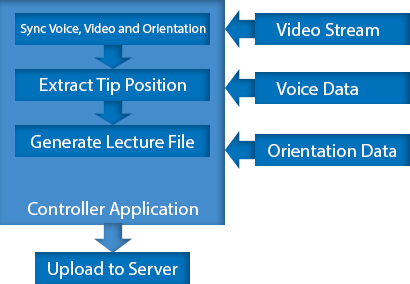 Sync Voice, Video and Orientation
Video Stream
Extract Tip Position
Voice Data
Generate Lecture File
Orientation Data
Controller Application
Upload to Server